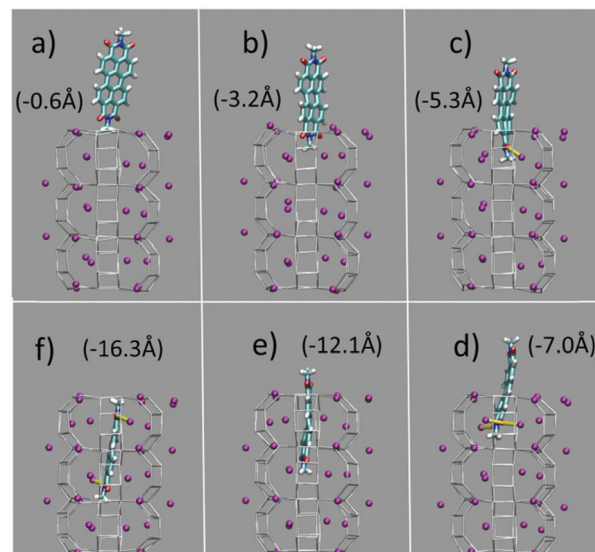 a)
(-0.6Å)
b)
(-3.2Å)
c)
(-5.3Å)
f)
(-16.3Å)
e)
(-12.1Å)
d)
(-7.0Å)